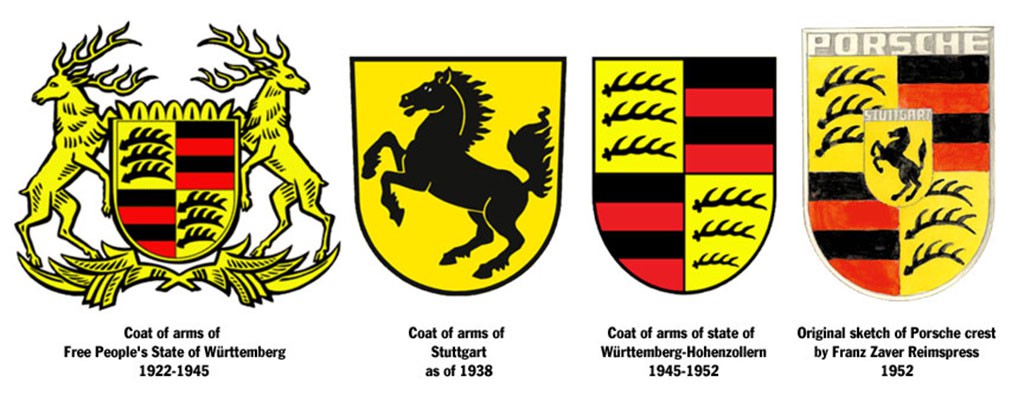 PORSCHE
STUTTGART
Coat of arms of
Free People's State of Württemberg
1922-1945
Coat of arms of
Stuttgart
as of 1938
Coat of arms of state of
Württemberg-Hohenzollern
1945-1952
Original sketch of Porsche crest
by Franz Zaver Reimspress
1952